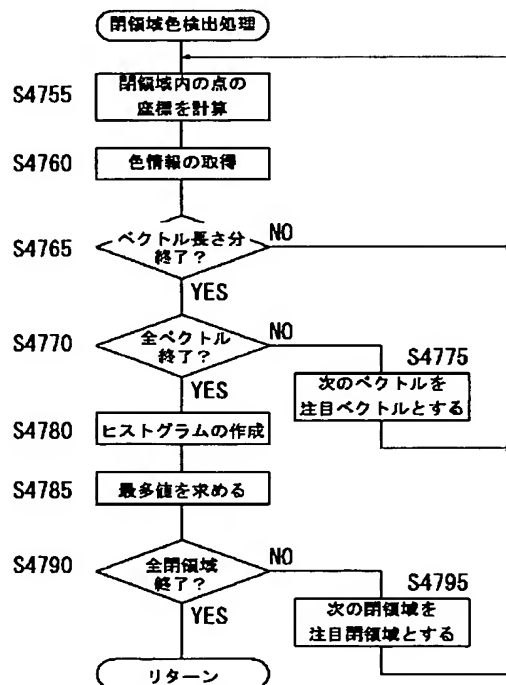 閉領域色検出処理
S4755
閉領域内の点の
座標を計算
S4760
色情報の取得
S4765
ベクトル長さ分
終了?
NO
YES
S4770
全ベクトル
終了?
NO
S4775
次のベクトルを
注目ベクトルとする
YES
S4780
ヒストグラムの作成
S4785
最多値を求める
S4790
全閉領域
終了?
NO
S4795
次の閉領域を
注目閉領域とする
YES
リターン